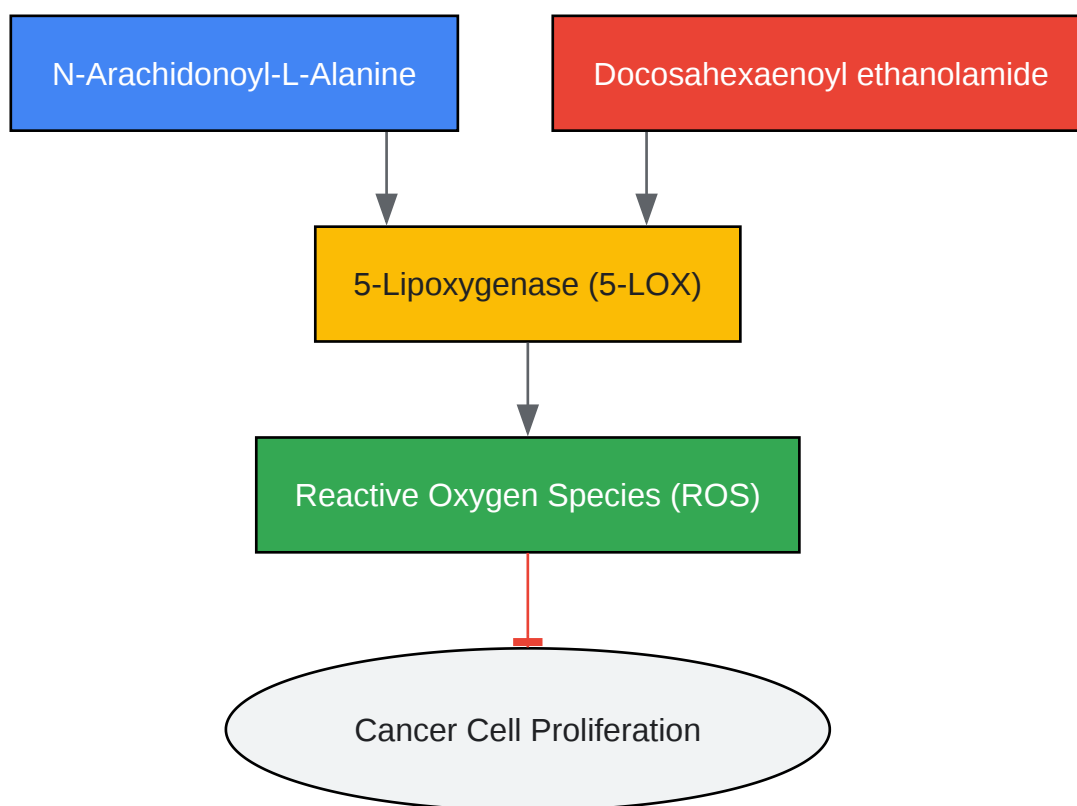 N-Arachidonoyl-L-Alanine
Docosahexaenoyl ethanolamide
5-Lipoxygenase (5-LOX)
Reactive Oxygen Species (ROS)
Cancer Cell Proliferation